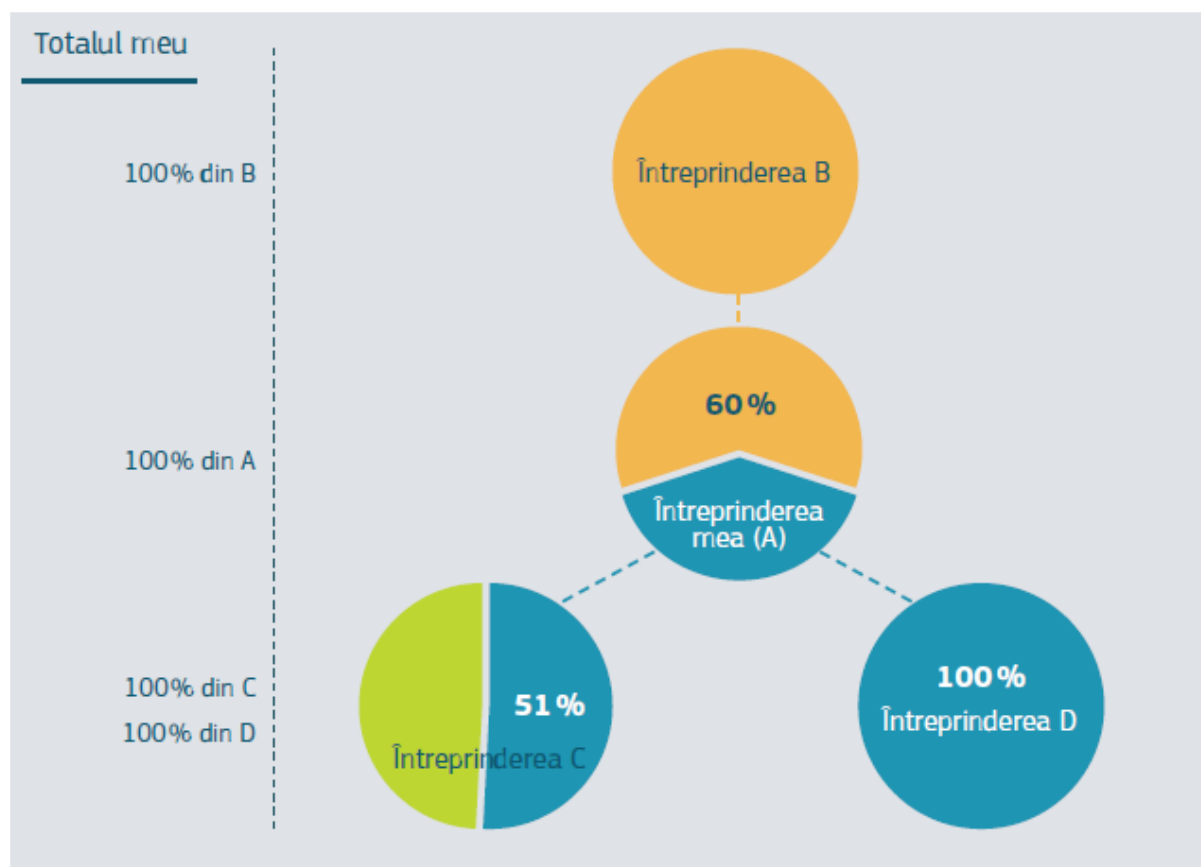 Totalul meu
100% din B
Întreprinderea B
60%
100% din A
Întreprinderea
mea (A)
100% din C
100% din D
51%
Întreprinderea C
100%
Întreprinderea D